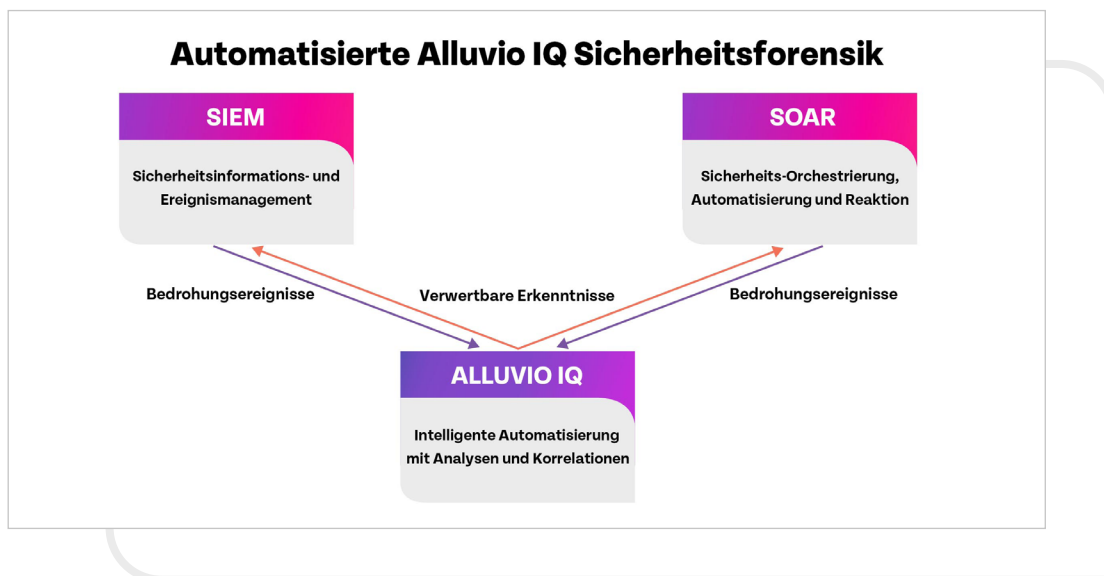 Automatisierte Alluvio IQ Sicherheitsforensik
SIEM
Sicherheitsinformations- und
Ereignismanagement
SOAR
Sicherheits-Orchestrierung,
Automatisierung und Reaktion
Bedrohungsereignisse
Verwertbare Erkenntnisse
Bedrohungsereignisse
ALLUVIO IQ
Intelligente Automatisierung
mit Analysen und Korrelationen